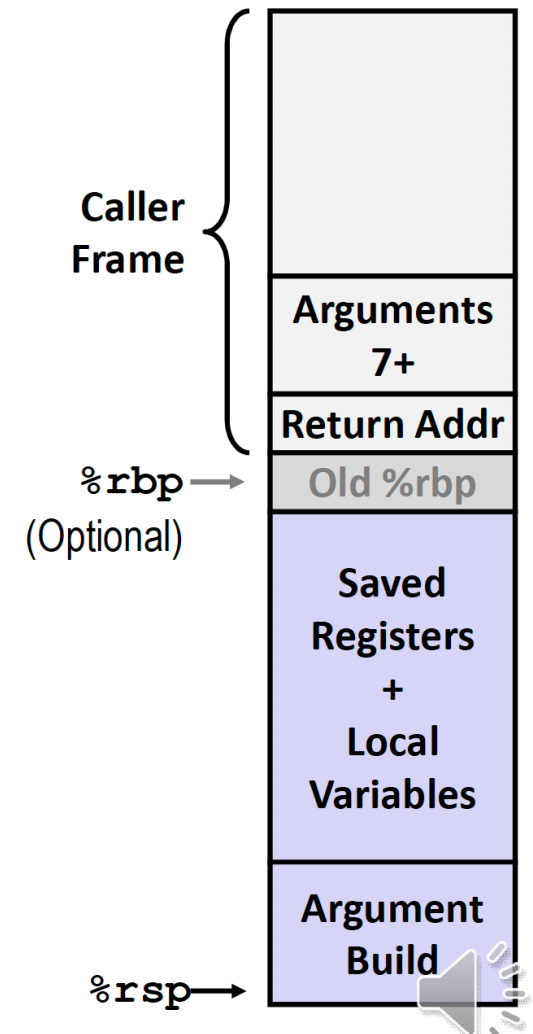 Caller
Frame
Arguments
7+
Return Addr
%rbp
(Optional)
Old %rbp
Saved
Registers
+
Local
Variables
Argument
Build
%rsp